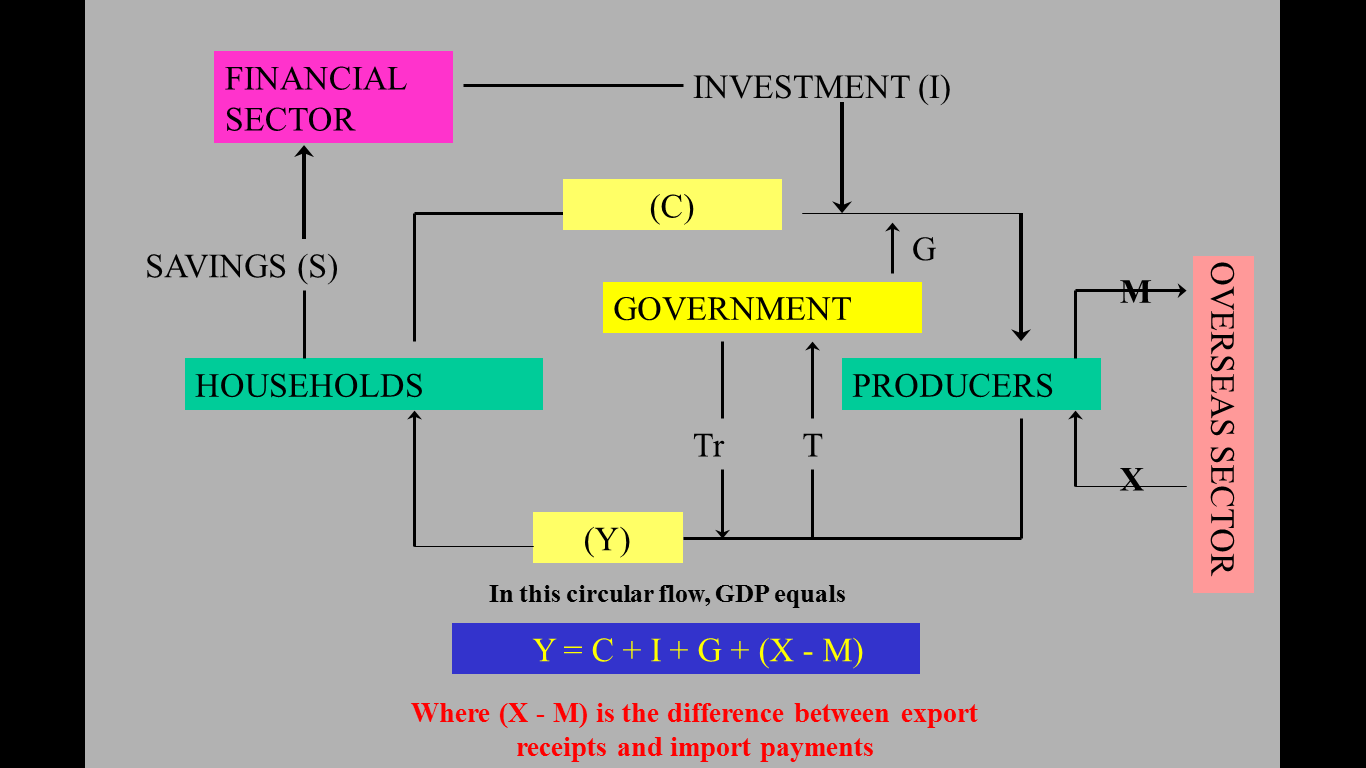 FINANCIAL
SECTOR
INVESTMENT (I)
(C)
G
SAVINGS (S)
GOVERNMENT
M
OVERSEAS SECTOR
HOUSEHOLDS
PRODUCERS
Tr
T
X
(Y)
In this circular flow, GDP equals
Y = C + I + G + (X - M)
Where (X - M) is the difference between export
receipts and import payments